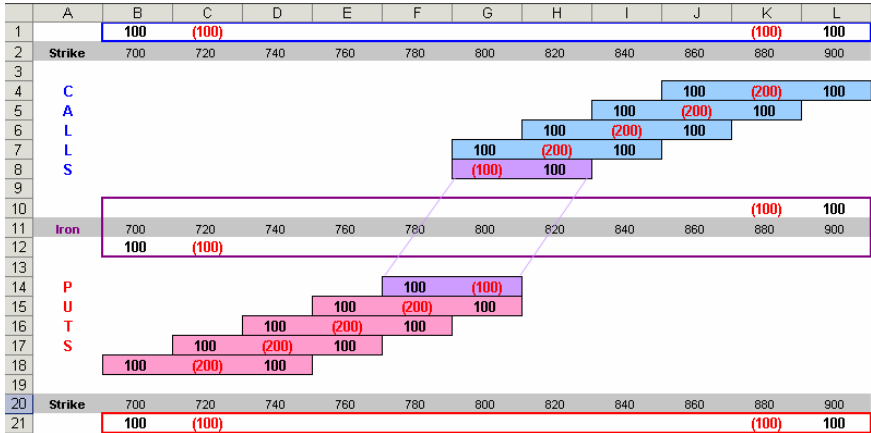 A B C D E F G H I J K L
1 100 (100) (100) 100
2 Strike 700 720 740 760 780 800 820 840 860 880 900
3
4 C 100 (200) 100
5 A 100 (200) 100
6 L 100 (200) 100
7 L 100 (200) 100
8 S (100) 100
9
10 (100) 100
11 Iron 700 720 740 760 780 800 820 840 860 880 900
12 100 (100)
13
14 P 100 (100)
15 U 100 (200) 100
16 T 100 (200) 100
17 S 100 (200) 100
18 100 (200) 100
19
20 Strike 700 720 740 760 780 800 820 840 860 880 900
21 100 (100) (100) 100